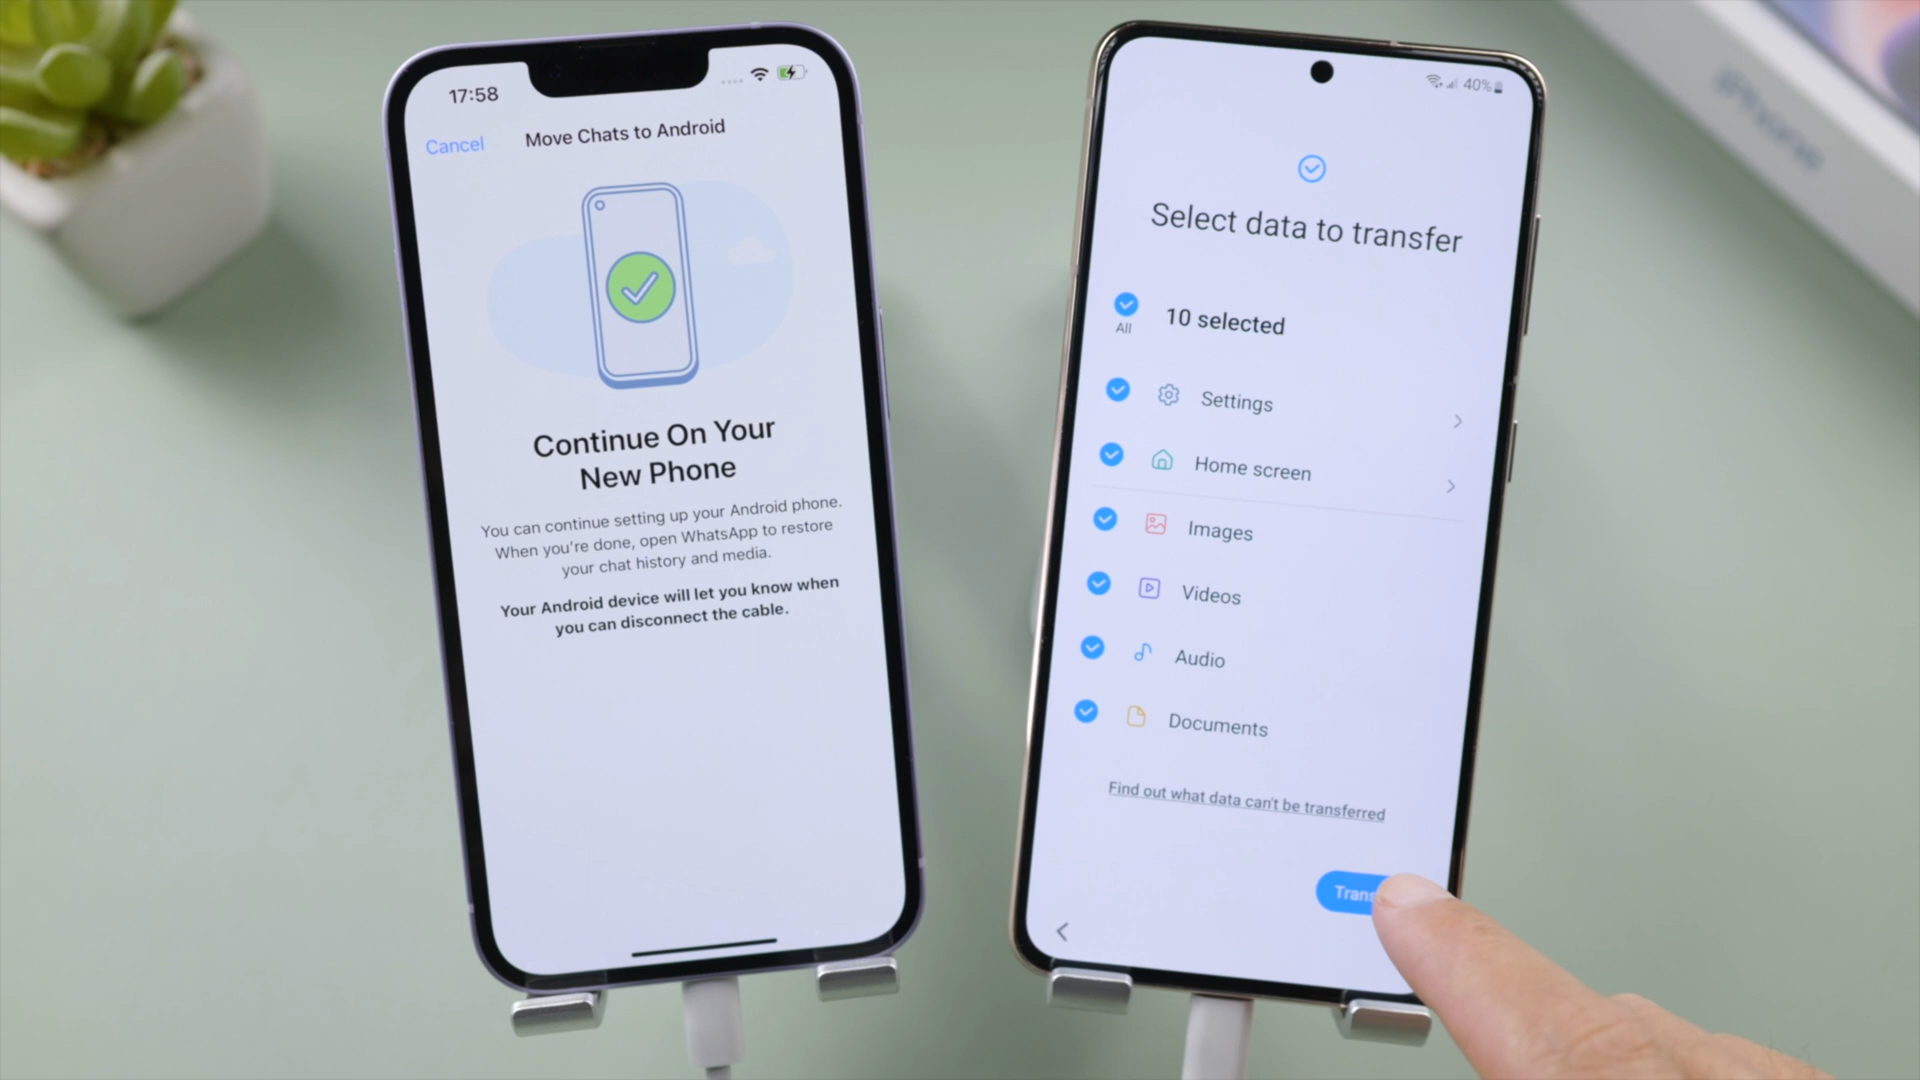 17:58
Cancel
Move Chats to Android
Continue On Your
New Phone
You can continue setting up your Android phone.
When you're done, open WhatsApp to restore
your chat history and media.
Your Android device will let you know when
you can disconnect the cable.
40%
Select data to transfer
All
10 selected
Settings
Home screen
Images
Videos
Audio
Documents
Find out what data can't be transferred
Trans
iPhone